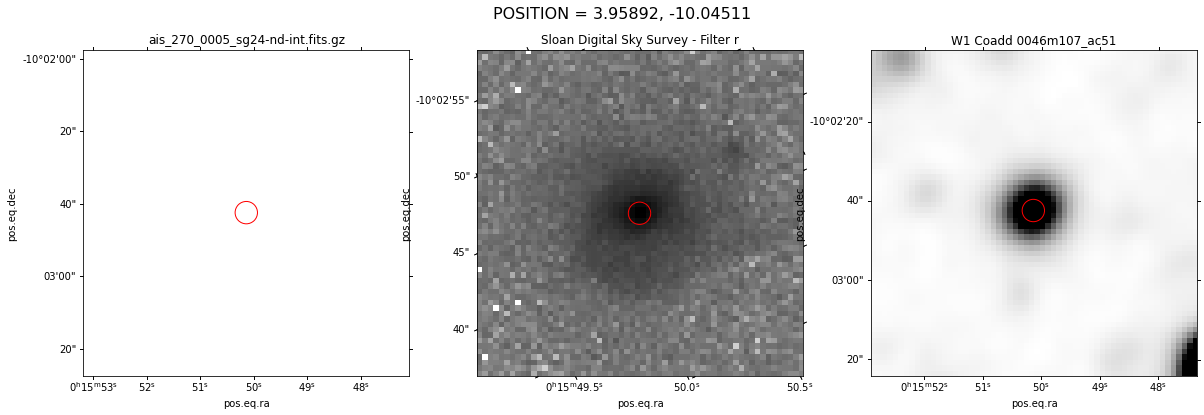 POSITION = 3.95892, -10.04511
ais_270_0005_sg24-nd-int.fits.gz
Sloan Digital Sky Survey - Filter r
W1 Coadd 0046m107_ac51
-10°02'00"
20"
40"
03'00"
20"
pos.eq.dec
0ʰ15ᵐ53ˢ 52ˢ 51ˢ 50ˢ 49ˢ 48ˢ
pos.eq.ra
-10°02'55"
50"
45"
40"
pos.eq.dec
0ʰ15ᵐ49.5ˢ 50.0ˢ 50.5ˢ
pos.eq.ra
-10°02'20"
40"
03'00"
20"
pos.eq.dec
0ʰ15ᵐ52ˢ 51ˢ 50ˢ 49ˢ 48ˢ
pos.eq.ra